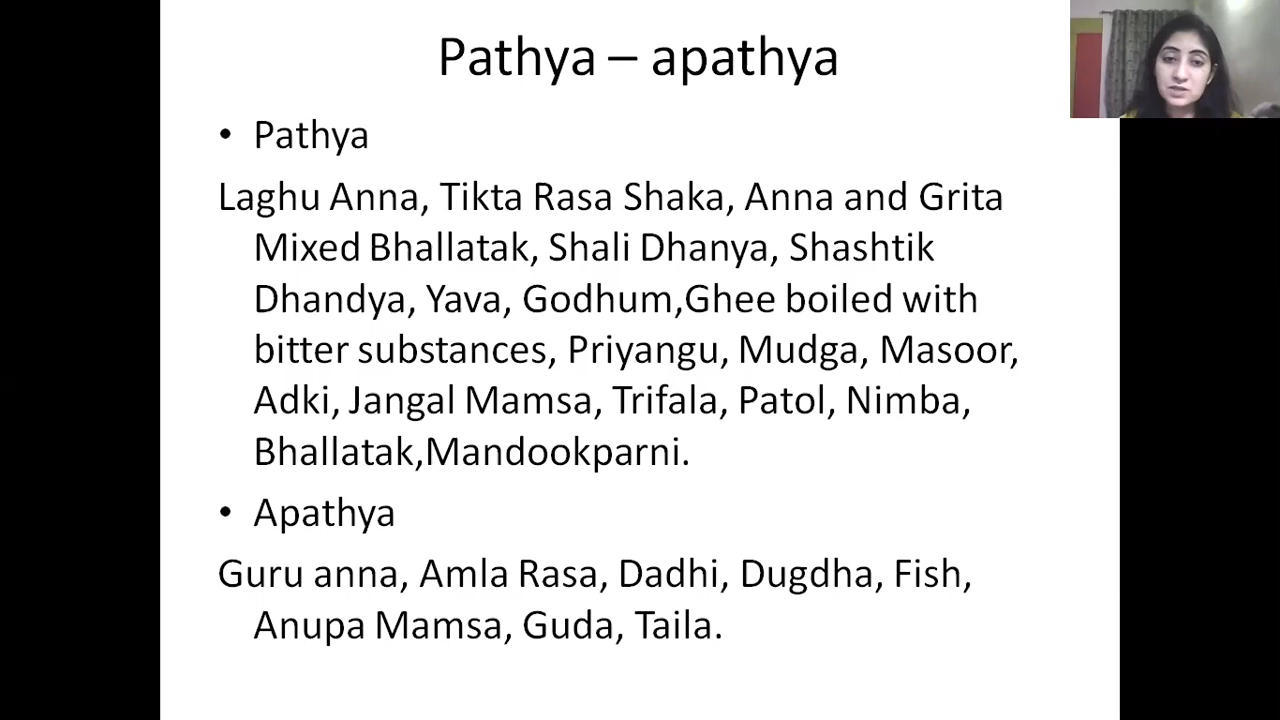 Pathya – apathya
• Pathya
Laghu Anna, Tikta Rasa Shaka, Anna and Grita
Mixed Bhallatak, Shali Dhanya, Shashtik
Dhandya, Yava, Godhum,Ghee boiled with
bitter substances, Priyangu, Mudga, Masoor,
Adki, Jangal Mamsa, Trifala, Patol, Nimba,
Bhallatak,Mandookparni.
• Apathya
Guru anna, Amla Rasa, Dadhi, Dugdha, Fish,
Anupa Mamsa, Guda, Taila.